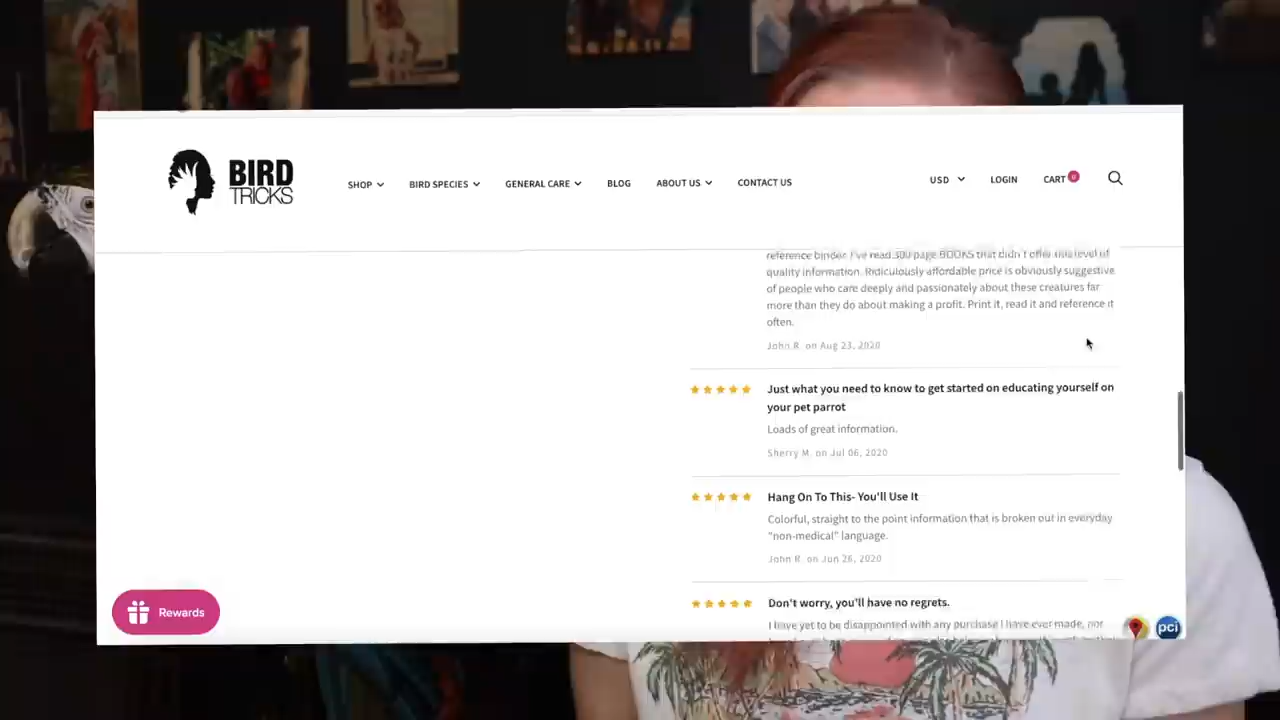 BIRD
TRICKS
SHOP
BIRD SPECIES
GENERAL CARE
BLOG
ABOUT US
CONTACT US
USD
LOGIN
CART 0
reference binder. I've read 300 page BOOKS that didn't offer this level of
quality information. Ridiculously affordable price is obviously suggestive
of people who care deeply and passionately about these creatures far
more than they do about making a profit. Print it, read it and reference it
often.
John R. on Aug 23, 2020
Just what you need to know to get started on educating yourself on
your pet parrot
Loads of great information.
Sherry M. on Jul 06, 2020
Hang On To This- You'll Use It
Colorful, straight to the point information that is broken out in everyday
"non-medical" language.
John R. on Jun 26, 2020
Don't worry, you'll have no regrets.
I have yet to be disappointed with any purchase I have ever made, nor
Rewards
pci